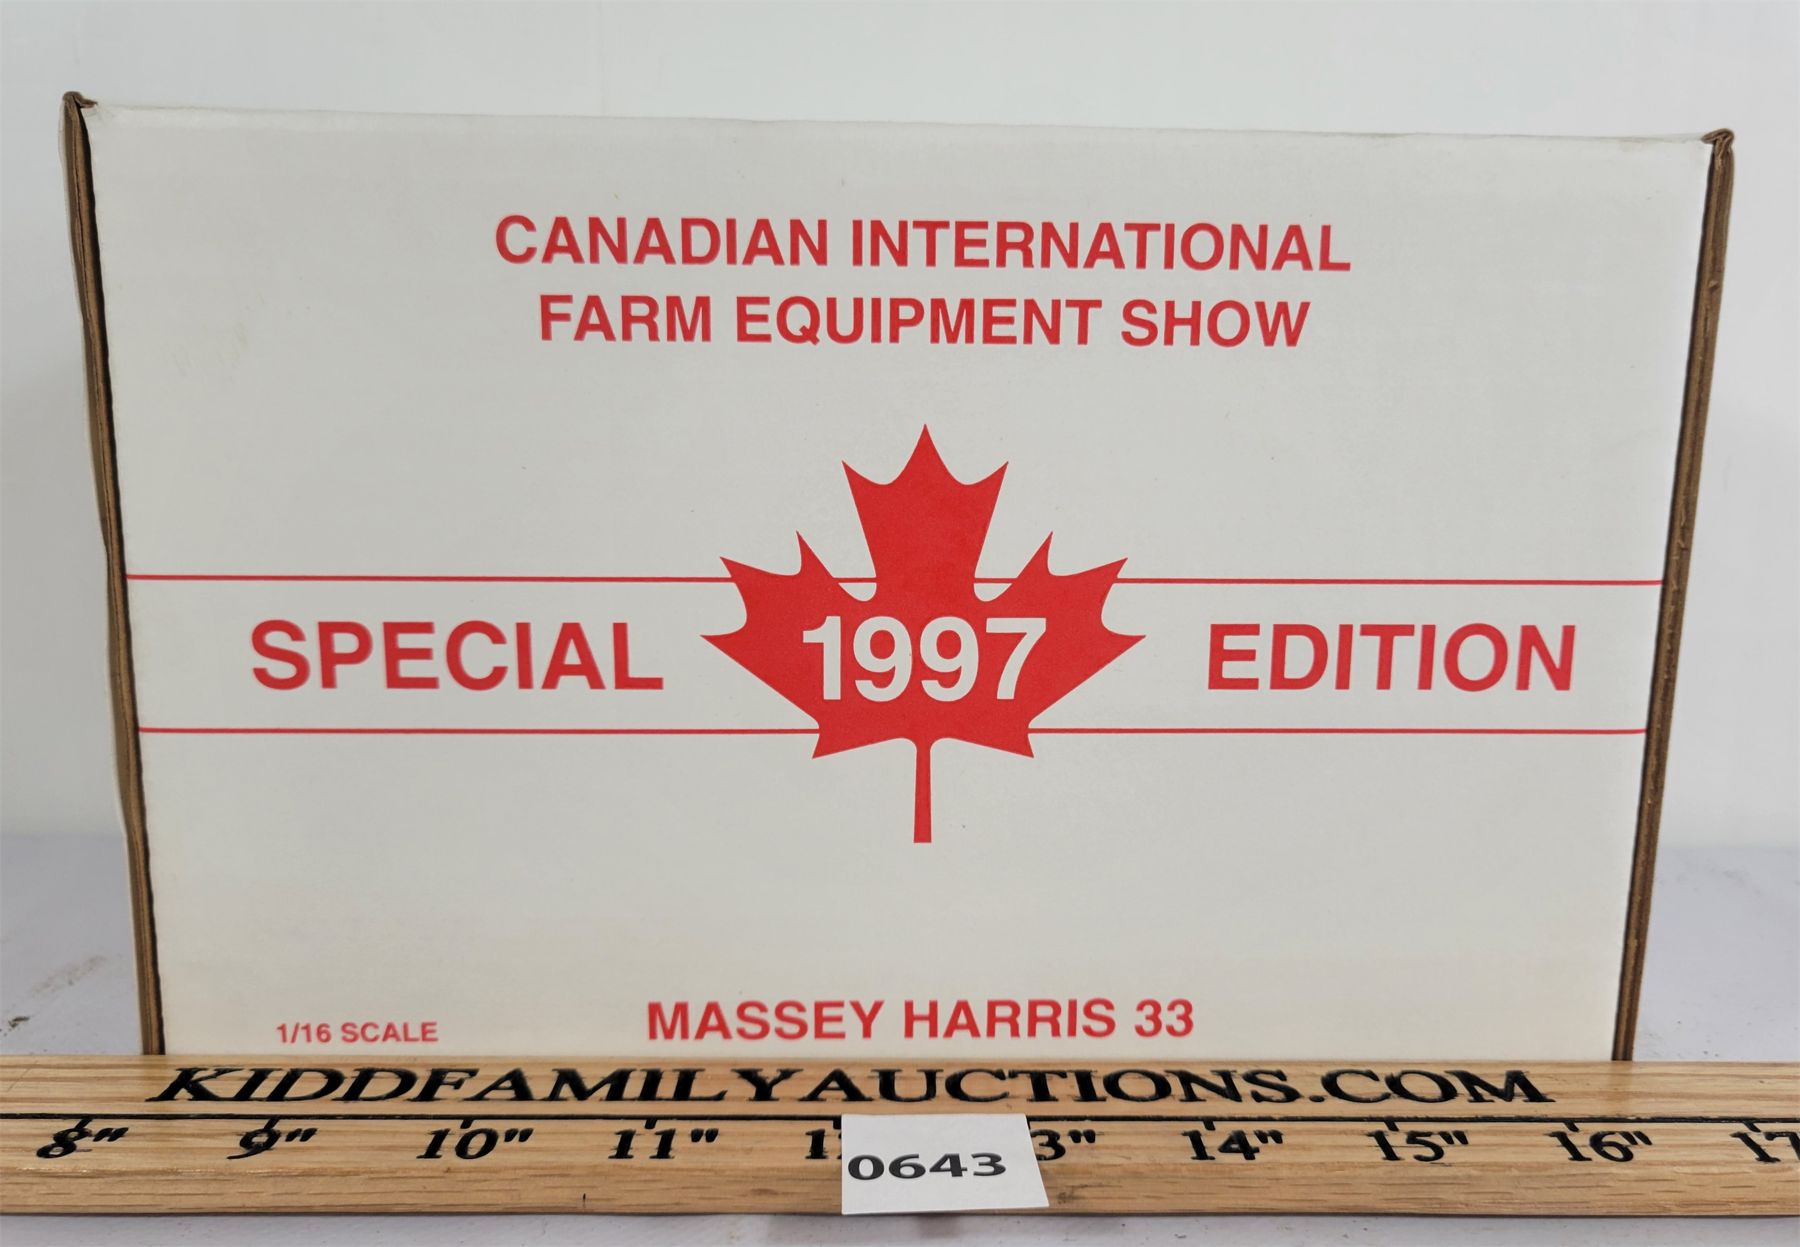 CANADIAN INTERNATIONAL
FARM EQUIPMENT SHOW
SPECIAL 1997 EDITION
1/16 SCALE MASSEY HARRIS 33
KIDDFAMILYAUCTIONS.COM
8" 9" 10" 11" 14" 15" 16" 17
0643